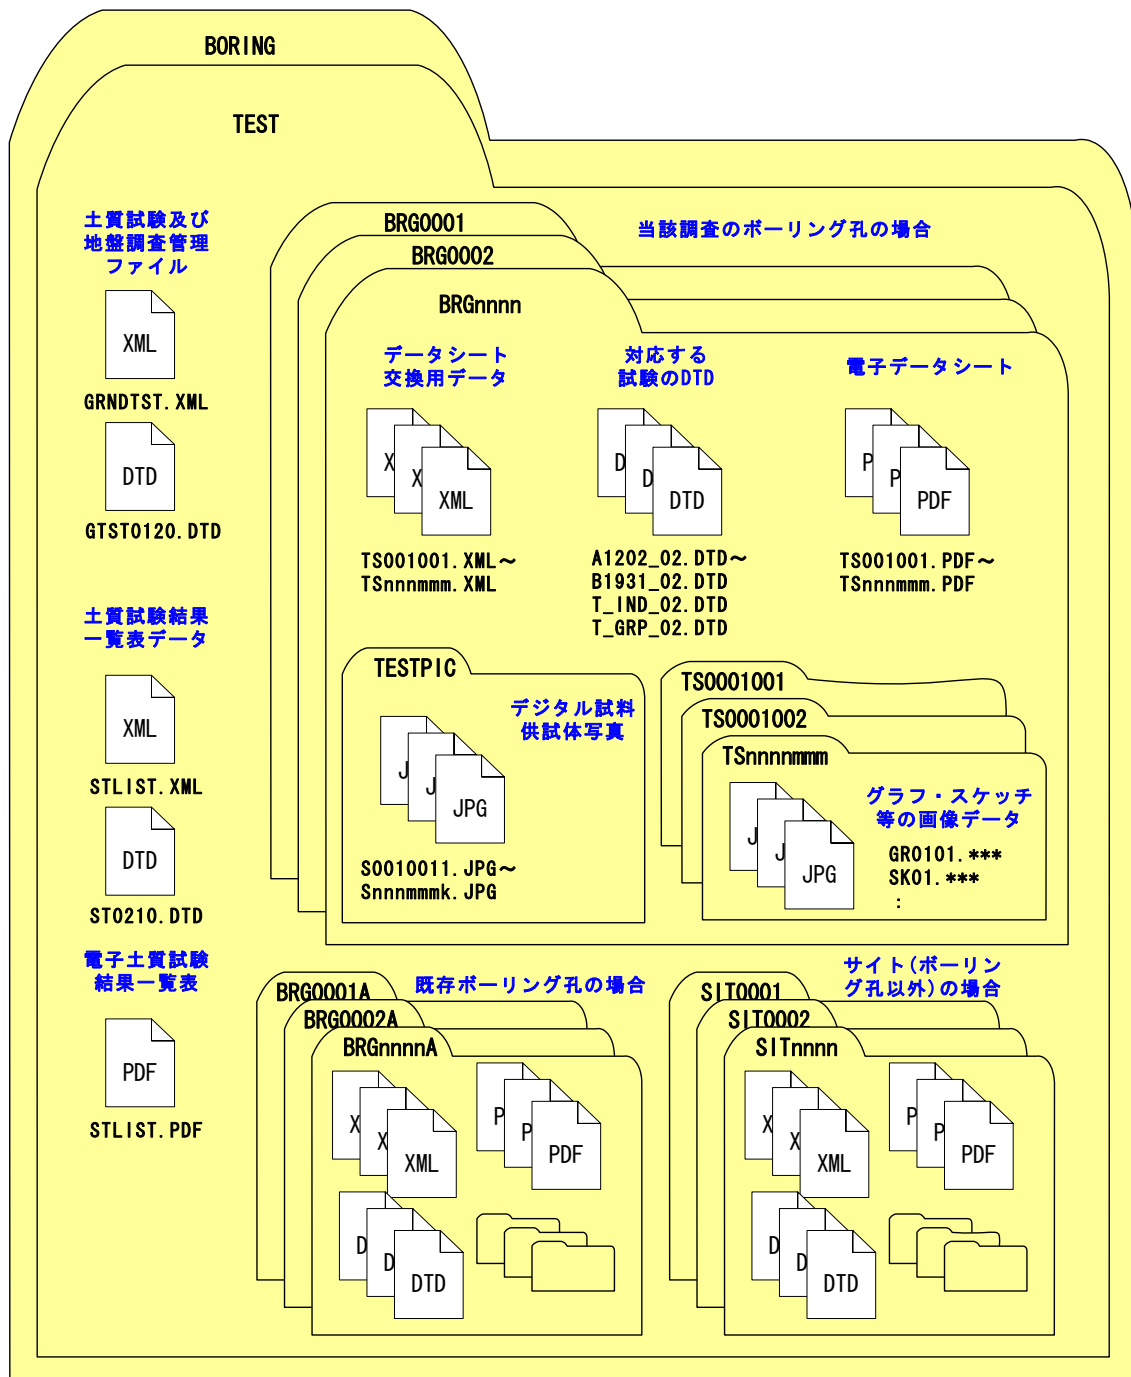 BORING
TEST
土質試験及び
地盤調査管理
ファイル
XML
GRNDTST.XML
DTD
GTST0120.DTD
土質試験結果
一覧表データ
XML
STLIST.XML
DTD
ST0210.DTD
電子土質試験
結果一覧表
PDF
STLIST.PDF
BRG0001
BRG0002
BRGnnnn
当該調査のボーリング孔の場合
データシート
交換用データ
X
X
XML
TS001001.XML～
TSnnnmmm.XML
対応する
試験のDTD
D
D
DTD
A1202_02.DTD～
B1931_02.DTD
T_IND_02.DTD
T_GRP_02.DTD
電子データシート
P
P
PDF
TS001001.PDF～
TSnnnmmm.PDF
TESTPIC
デジタル試料
供試体写真
J
J
JPG
S0010011.JPG～
Snnnmmmk.JPG
TS0001001
TS0001002
TSnnnnmmm
J
J
JPG
グラフ・スケッチ
等の画像データ
GR0101.***
SK01.***
:
BRG0001A
BRG0002A
BRGnnnnA
既存ボーリング孔の場合
X
X
XML
P
P
PDF
D
D
DTD
SIT0001
SIT0002
SITnnnn
サイト(ボーリン
グ孔以外)の場合
X
X
XML
P
P
PDF
D
D
DTD